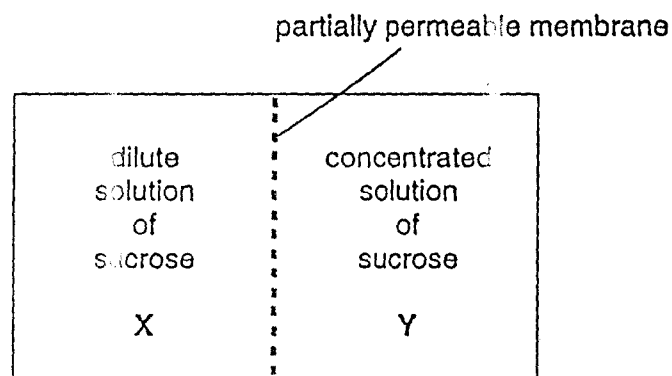 partially permeable membrane
dilute
solution
of
sucrose
X
concentrated
solution
of
sucrose
Y